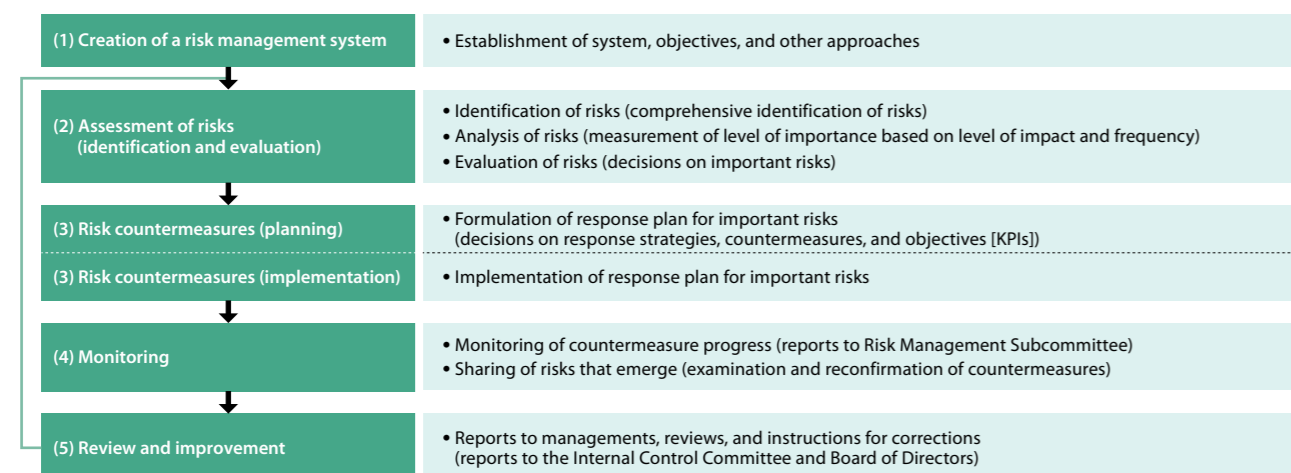 (1) Creation of a risk management system
• Establishment of system, objectives, and other approaches
(2) Assessment of risks
(identification and evaluation)
• Identification of risks (comprehensive identification of risks)
• Analysis of risks (measurement of level of importance based on level of impact and frequency)
• Evaluation of risks (decisions on important risks)
(3) Risk countermeasures (planning)
• Formulation of response plan for important risks
(decisions on response strategies, countermeasures, and objectives [KPIs])
(3) Risk countermeasures (implementation)
• Implementation of response plan for important risks
(4) Monitoring
• Monitoring of countermeasure progress (reports to Risk Management Subcommittee)
• Sharing of risks that emerge (examination and reconfirmation of countermeasures)
(5) Review and improvement
• Reports to managements, reviews, and instructions for corrections
(reports to the Internal Control Committee and Board of Directors)